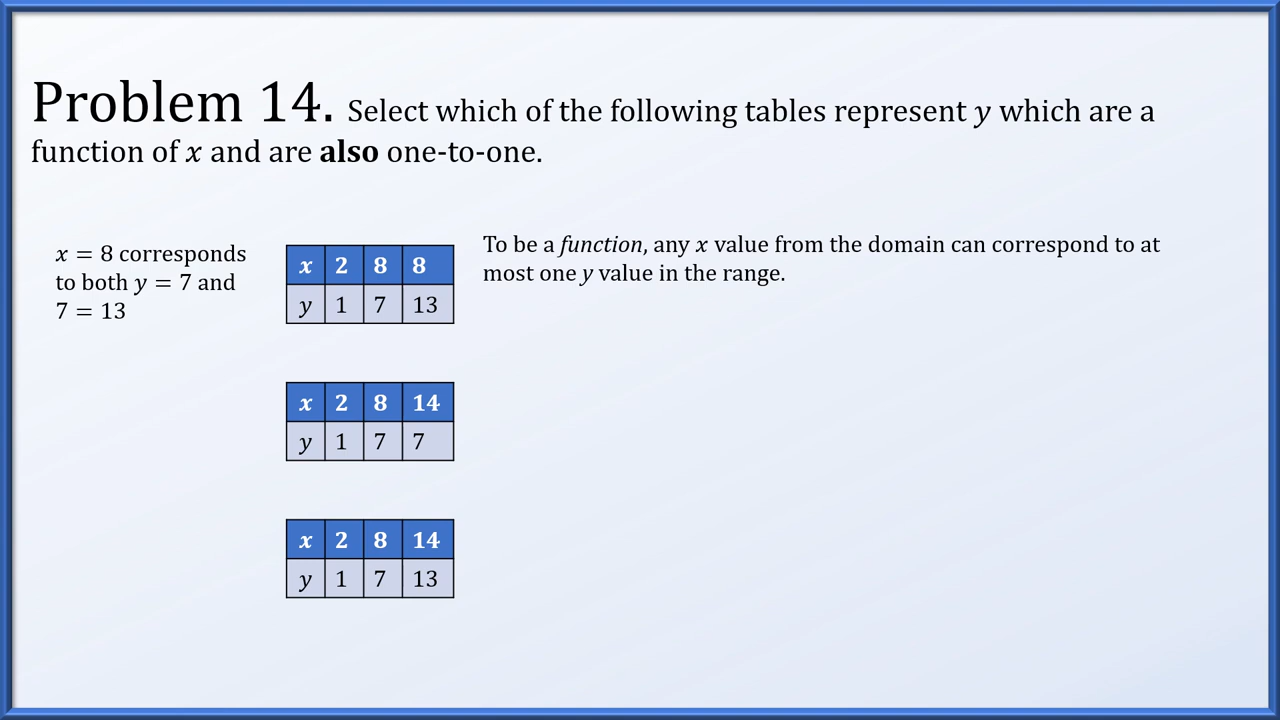 Problem 14. Select which of the following tables represent y which are a
function of x and are also one-to-one.
x = 8 corresponds
to both y = 7 and
7 = 13
x 2 8 8
y 1 7 13
To be a function, any x value from the domain can correspond to at
most one y value in the range.
x 2 8 14
y 1 7 7
x 2 8 14
y 1 7 13